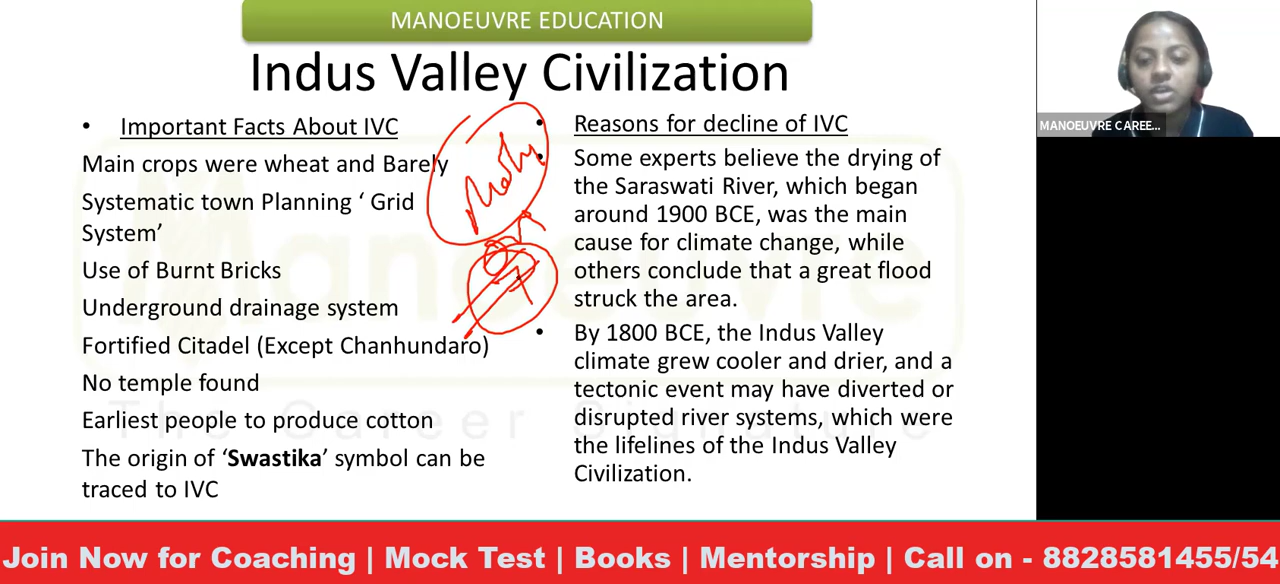 MANOEUVRE EDUCATION
Indus Valley Civilization
• Important Facts About IVC
Main crops were wheat and Barely
Systematic town Planning ‘ Grid
System’
Use of Burnt Bricks
Underground drainage system
Fortified Citadel (Except Chanhundaro)
No temple found
Earliest people to produce cotton
The origin of ‘Swastika’ symbol can be
traced to IVC
• Reasons for decline of IVC
• Some experts believe the drying of
the Saraswati River, which began
around 1900 BCE, was the main
cause for climate change, while
others conclude that a great flood
struck the area.
• By 1800 BCE, the Indus Valley
climate grew cooler and drier, and a
tectonic event may have diverted or
disrupted river systems, which were
the lifelines of the Indus Valley
Civilization.
Manoeuvre
The Career Signature
MANOEUVRE CAREE...
Join Now for Coaching | Mock Test | Books | Mentorship | Call on - 8828581455/54